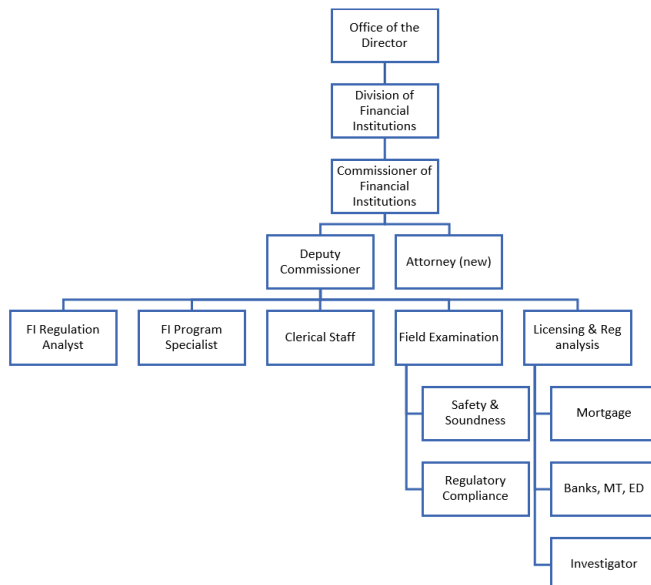 Office of the
Director
Division of
Financial
Institutions
Commissioner of
Financial
Institutions
Deputy
Commissioner
Attorney (new)
FI Regulation
Analyst
FI Program
Specialist
Clerical Staff
Field Examination
Licensing & Reg
analysis
Safety &
Soundness
Mortgage
Regulatory
Compliance
Banks, MT, ED
Investigator